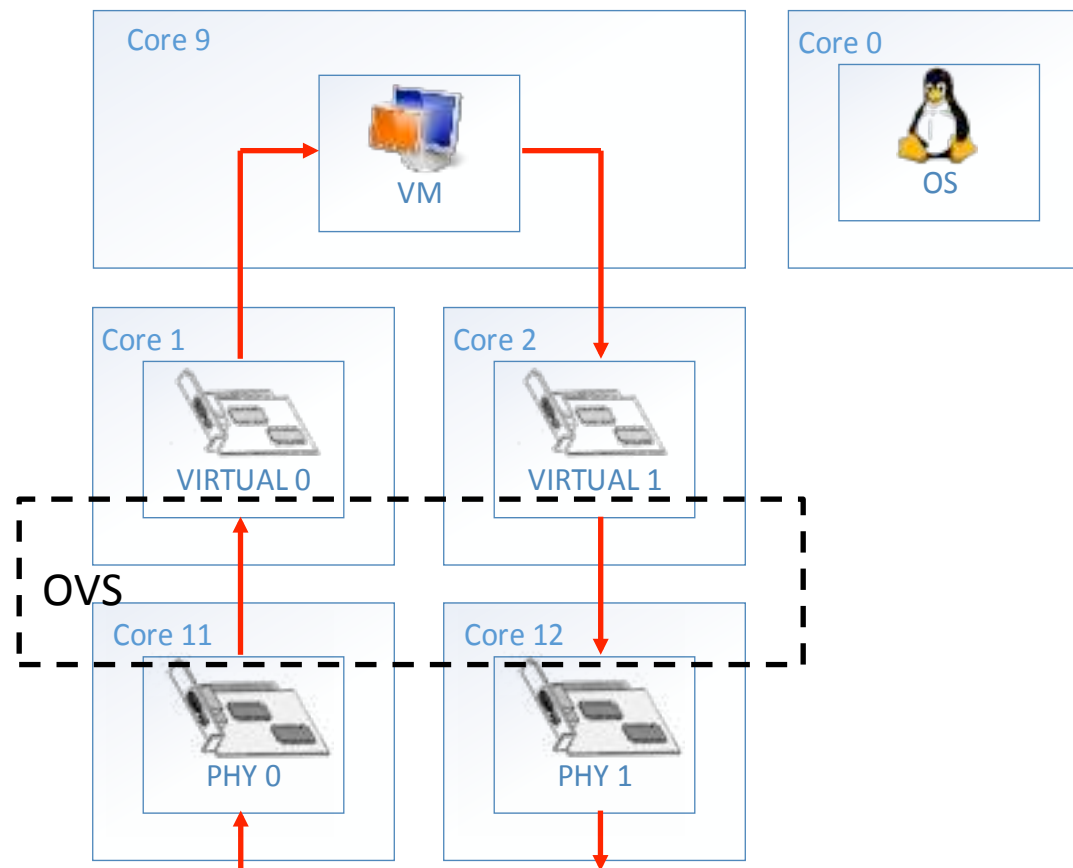 Core 9
VM
Core 0
OS
Core 1
VIRTUAL 0
Core 2
VIRTUAL 1
OVS
Core 11
PHY 0
Core 12
PHY 1